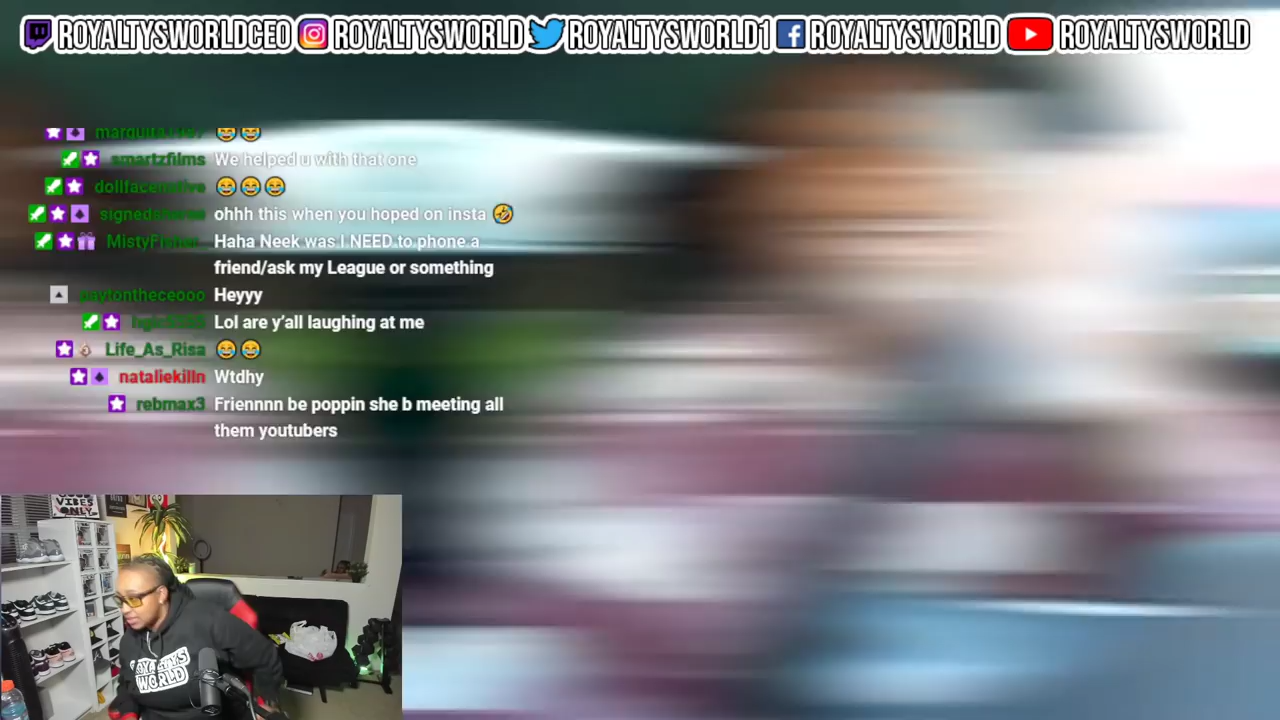 ROYALTYSWORLDCEO ROYALTYSWORLD ROYALTYSWORLD1 ROYALTYSWORLD ROYALTYSWORLD
😂😂
smartzfilms We helped u with that one
😂😂😂
ohhh this when you hoped on insta 🤣
Haha Neek was I NEED to phone a
friend/ask my League or something
paytontheceooo Heyyy
Lol are y'all laughing at me
Life_As_Risa 😂😂
nataliekilln Wtdhy
rebmax3 Friennnn be poppin she b meeting all
them youtubers
VIBES
ONLY
ROYALTYS
WORLD